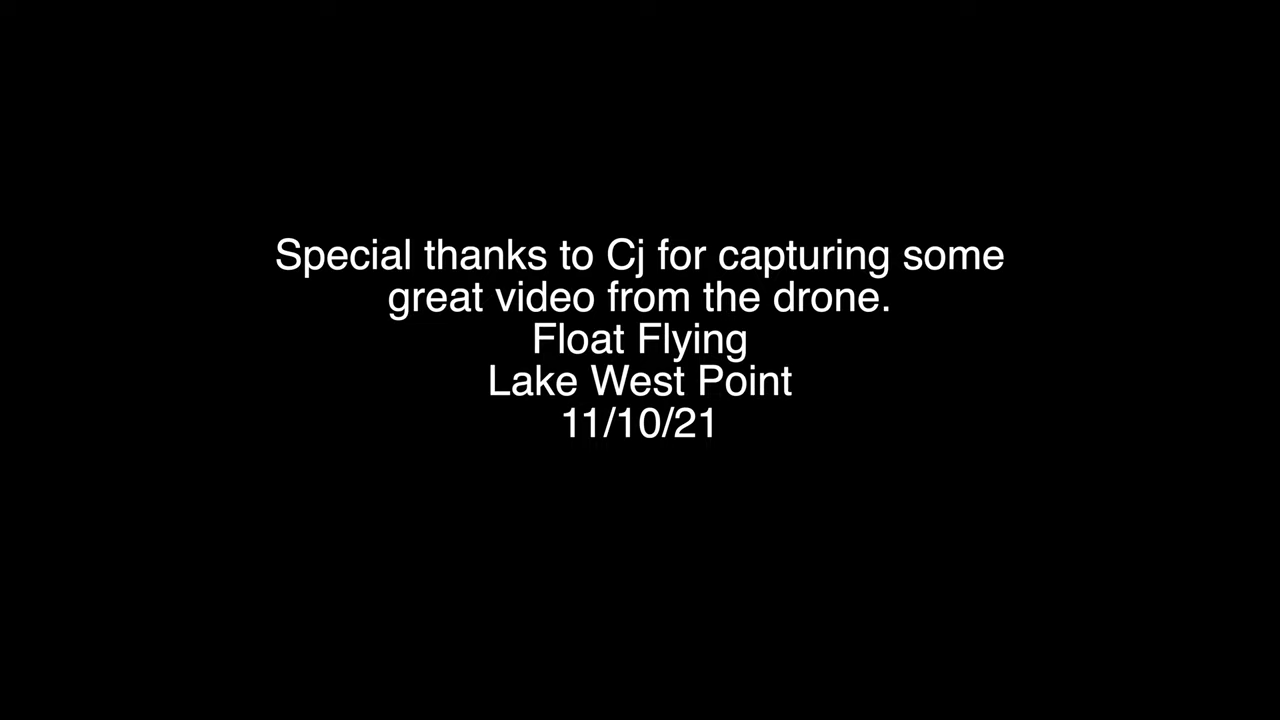 Special thanks to Cj for capturing some
great video from the drone.
Float Flying
Lake West Point
11/10/21